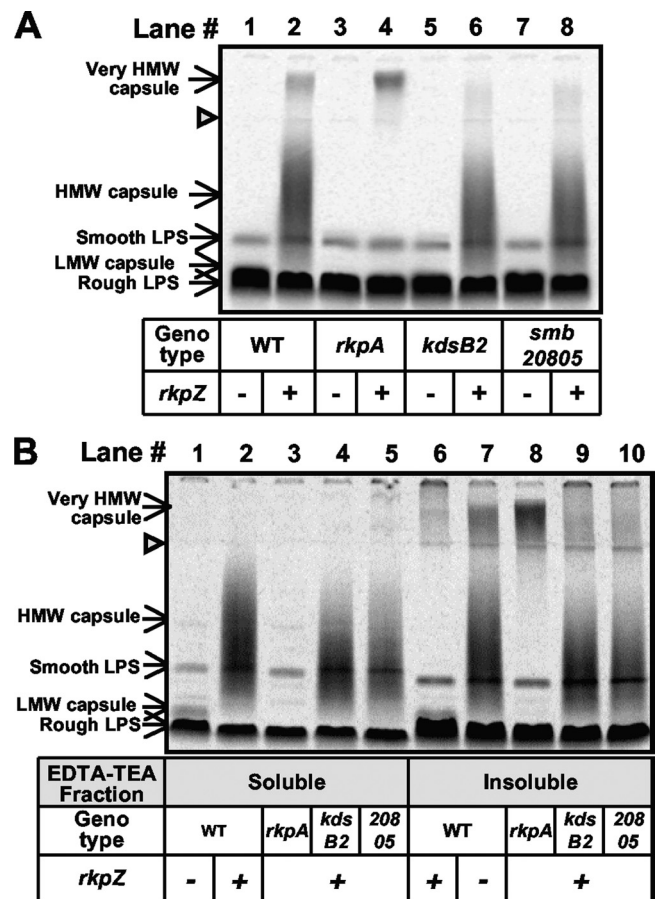 A
Lane # 1 2 3 4 5 6 7 8
Very HMW
capsule
HMW capsule
Smooth LPS
LMW capsule
Rough LPS
Geno
type
WT rkpA kdsB2 smb
20805
rkpZ - + - + - + - +
B
Lane # 1 2 3 4 5 6 7 8 9 10
Very HMW
capsule
HMW capsule
Smooth LPS
LMW capsule
Rough LPS
EDTA-TEA
Fraction
Soluble Insoluble
Geno
type
WT rkpA kds
B2 208
05 WT rkpA kds
B2 208
05
rkpZ - + + + - +